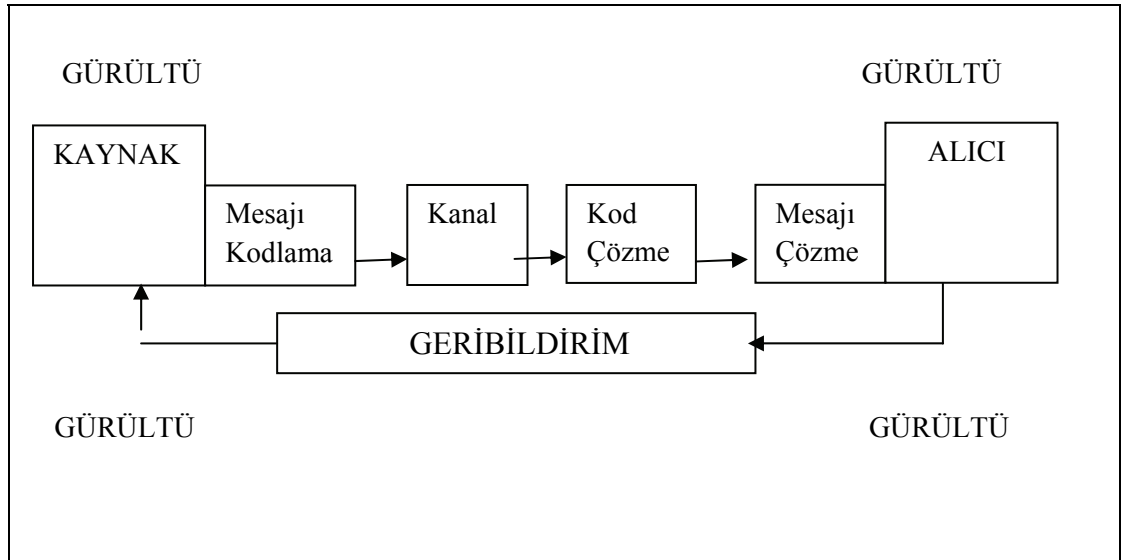 GÜRÜLTÜ GÜRÜLTÜ
KAYNAK ALICI
Mesajı Kanal Kod Mesajı
Kodlama Çözme Çözme
GERİBİLDİRİM
GÜRÜLTÜ GÜRÜLTÜ